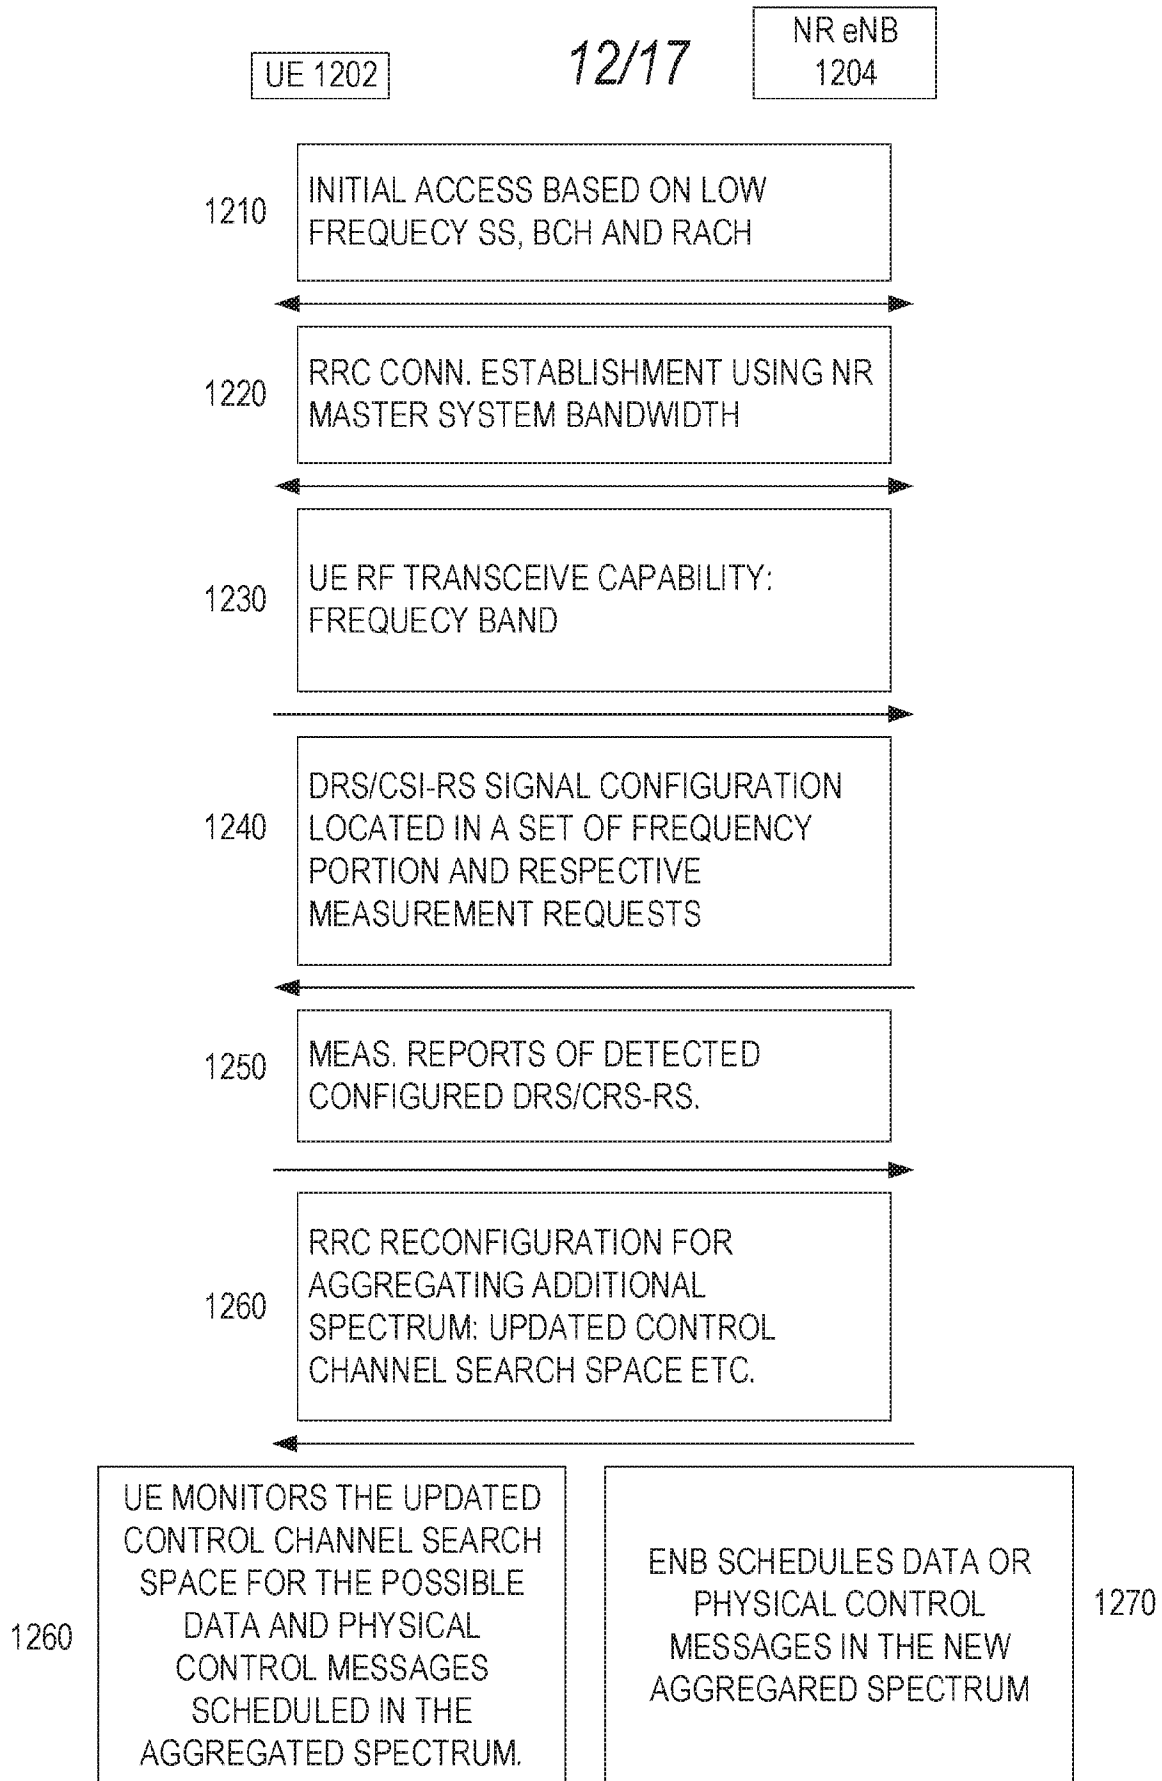 UE 1202
12/17
NR eNB
1204
1210
INITIAL ACCESS BASED ON LOW
FREQUECY SS, BCH AND RACH
1220
RRC CONN. ESTABLISHMENT USING NR
MASTER SYSTEM BANDWIDTH
1230
UE RF TRANSCEIVE CAPABILITY:
FREQUECY BAND
1240
DRS/CSI-RS SIGNAL CONFIGURATION
LOCATED IN A SET OF FREQUENCY
PORTION AND RESPECTIVE
MEASUREMENT REQUESTS
1250
MEAS. REPORTS OF DETECTED
CONFIGURED DRS/CRS-RS.
1260
RRC RECONFIGURATION FOR
AGGREGATING ADDITIONAL
SPECTRUM: UPDATED CONTROL
CHANNEL SEARCH SPACE ETC.
1260
UE MONITORS THE UPDATED
CONTROL CHANNEL SEARCH
SPACE FOR THE POSSIBLE
DATA AND PHYSICAL
CONTROL MESSAGES
SCHEDULED IN THE
AGGREGATED SPECTRUM.
ENB SCHEDULES DATA OR
PHYSICAL CONTROL
MESSAGES IN THE NEW
AGGREGARED SPECTRUM
1270